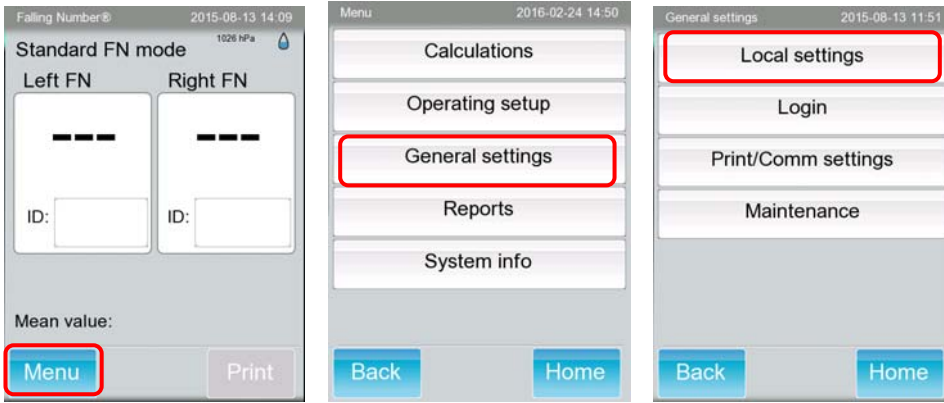 Falling Number® 2015-08-13 14:09
Standard FN mode 1026 hPa
Left FN Right FN
--- ---
ID: ID:
Mean value:
Menu Print
Menu 2016-02-24 14:50
Calculations
Operating setup
General settings
Reports
System info
Back Home
General settings 2015-08-13 11:51
Local settings
Login
Print/Comm settings
Maintenance
Back Home